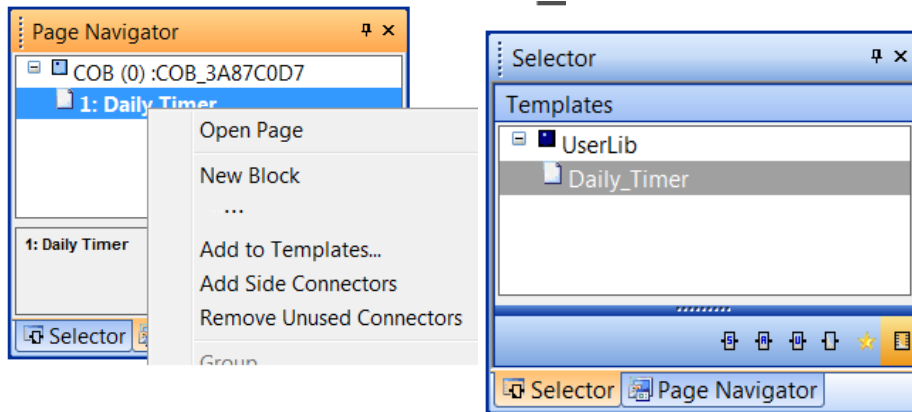 Page Navigator
COB (0) :COB_3A87C0D7
1: Daily Timer
Open Page
New Block
...
1: Daily Timer
Add to Templates...
Add Side Connectors
Remove Unused Connectors
Group
Selector
Selector
Templates
UserLib
Daily_Timer
S A U
Selector Page Navigator